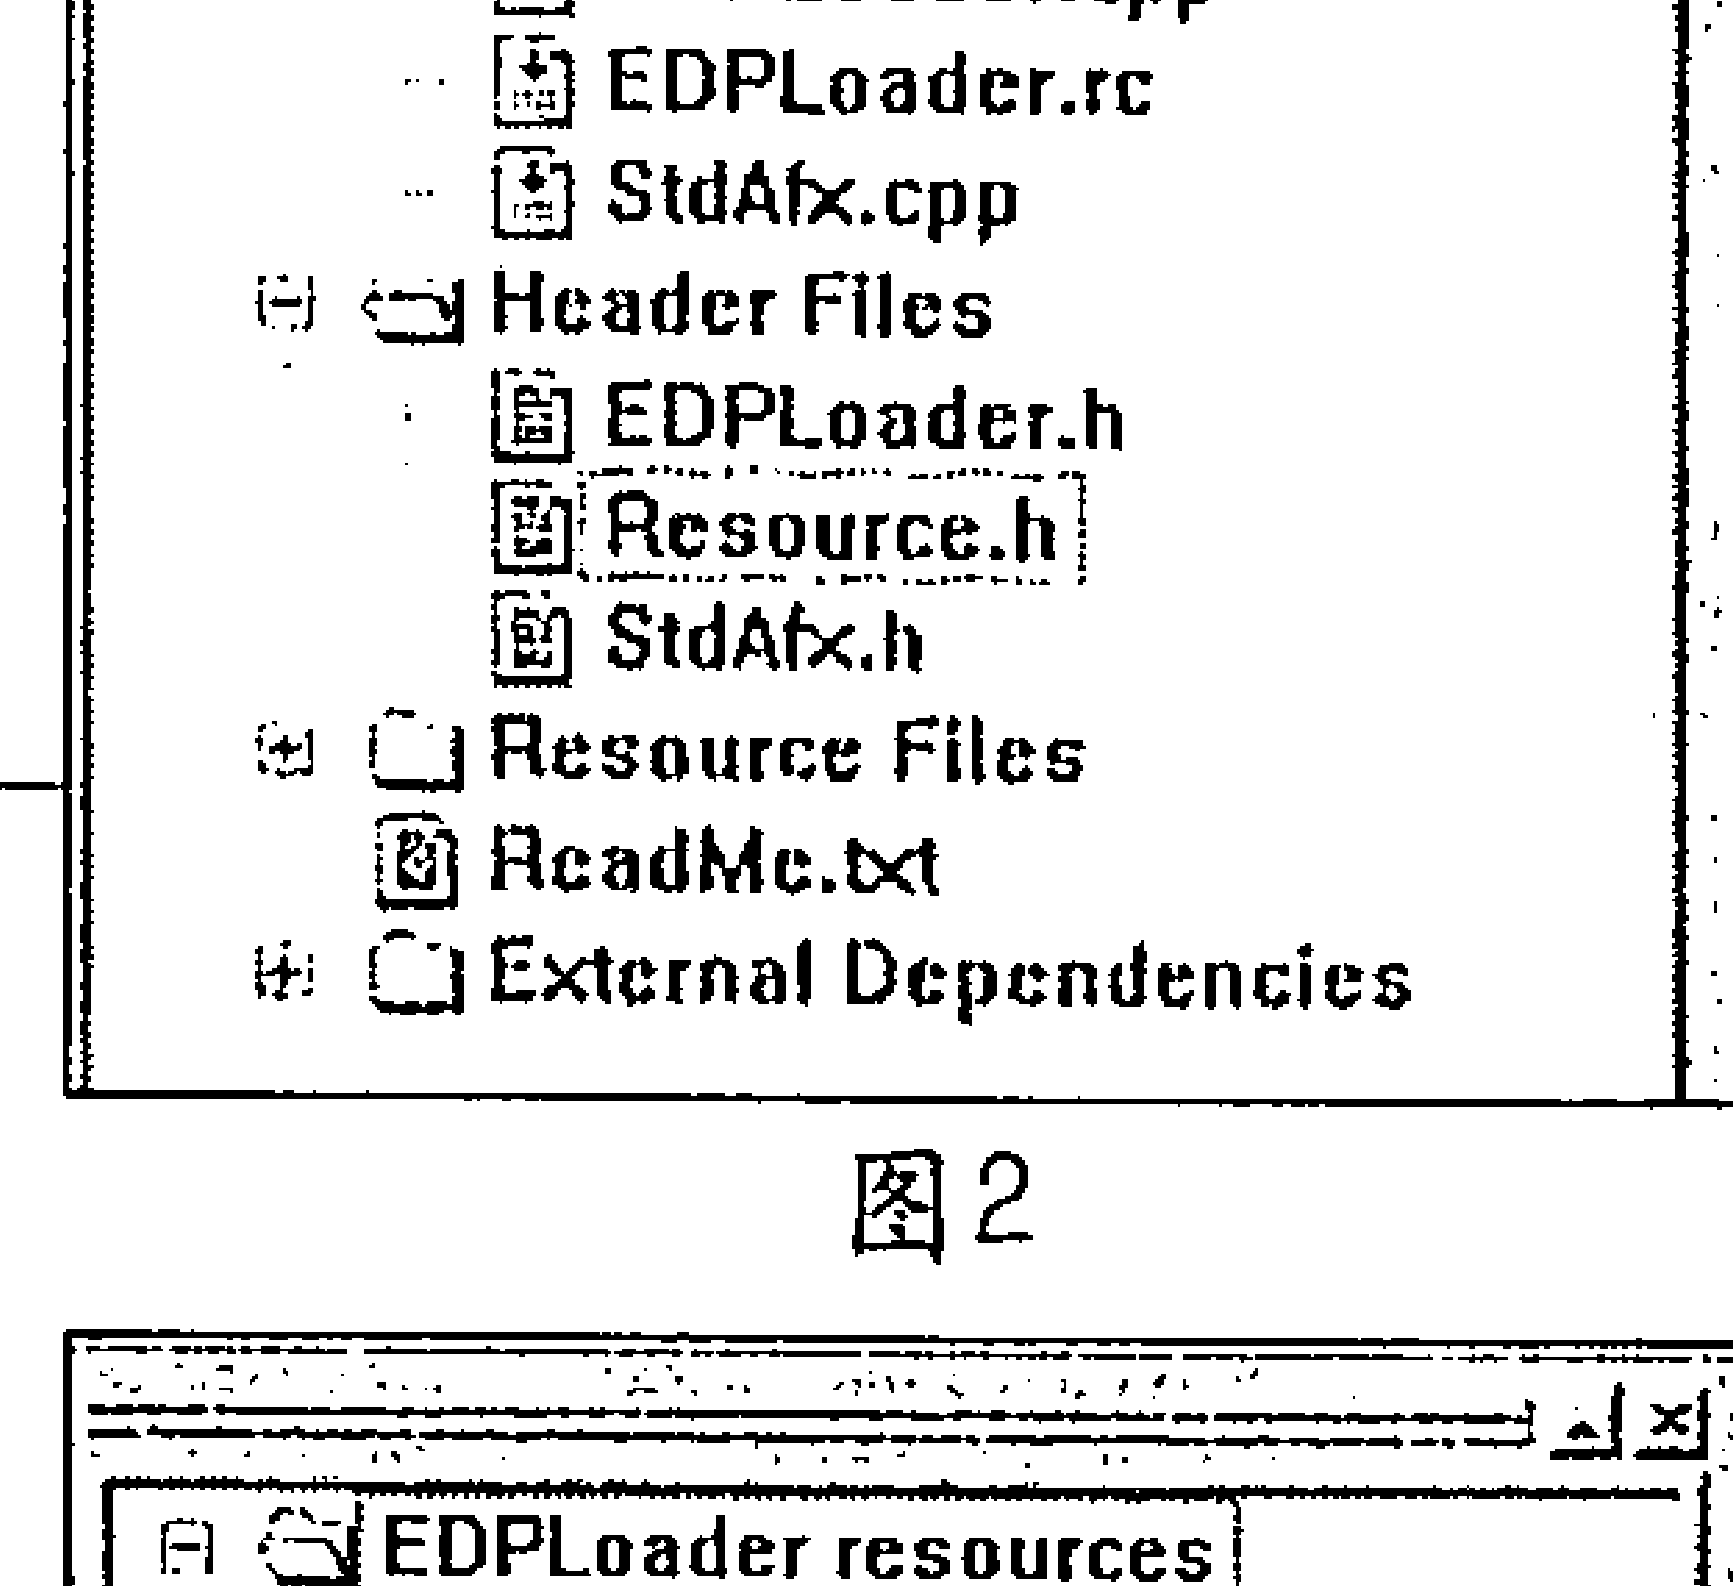 EDPLoader.rc
StdAfx.cpp
Header Files
EDPLoader.h
Resource.h
StdAfx.h
Resource Files
ReadMe.txt
External Dependencies
图2
EDPLoader resources